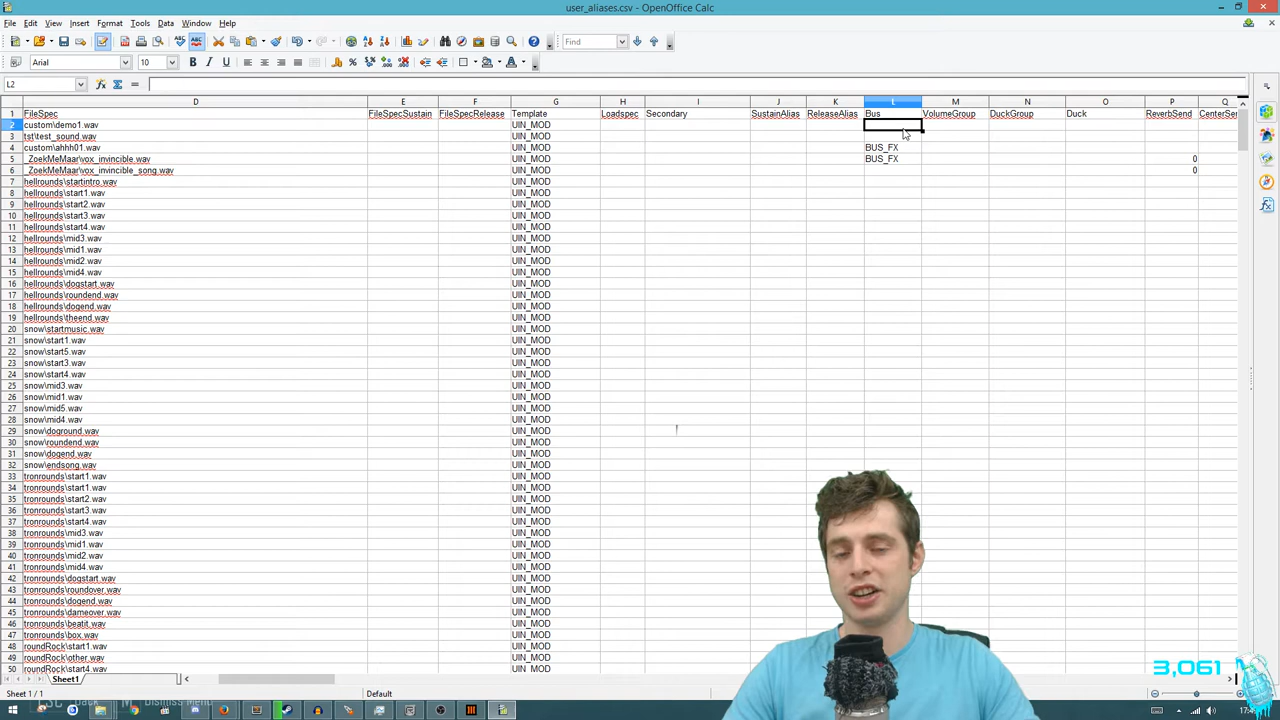 user_aliases.csv - OpenOffice Calc
File Edit View Insert Format Tools Data Window Help
Find
Arial 10
L2
D E F G H I J K L M N O P Q
1 FileSpec FileSpecSustain FileSpecRelease Template Loadspec Secondary SustainAlias ReleaseAlias Bus VolumeGroup DuckGroup Duck ReverbSend
2 custom\demo1.wav UIN_MOD
3 tst\test_sound.wav UIN_MOD
4 custom\ahhh01.wav UIN_MOD BUS_FX
5 _ZoekMeMaar\vox_invincible.wav UIN_MOD BUS_FX 0
6 _ZoekMeMaar\vox_invincible_song.wav UIN_MOD 0
7 hellrounds\startintro.wav UIN_MOD
8 hellrounds\start1.wav UIN_MOD
9 hellrounds\start2.wav UIN_MOD
10 hellrounds\start3.wav UIN_MOD
11 hellrounds\start4.wav UIN_MOD
12 hellrounds\mid3.wav UIN_MOD
13 hellrounds\mid1.wav UIN_MOD
14 hellrounds\mid2.wav UIN_MOD
15 hellrounds\mid4.wav UIN_MOD
16 hellrounds\dogstart.wav UIN_MOD
17 hellrounds\roundend.wav UIN_MOD
18 hellrounds\dogend.wav UIN_MOD
19 hellrounds\theend.wav UIN_MOD
20 snow\startmusic.wav UIN_MOD
21 snow\start1.wav UIN_MOD
22 snow\start5.wav UIN_MOD
23 snow\start3.wav UIN_MOD
24 snow\start4.wav UIN_MOD
25 snow\mid3.wav UIN_MOD
26 snow\mid1.wav UIN_MOD
27 snow\mid5.wav UIN_MOD
28 snow\mid4.wav UIN_MOD
29 snow\doground.wav UIN_MOD
30 snow\roundend.wav UIN_MOD
31 snow\dogend.wav UIN_MOD
32 snow\endsong.wav UIN_MOD
33 tronrounds\start1.wav UIN_MOD
34 tronrounds\start1.wav UIN_MOD
35 tronrounds\start2.wav UIN_MOD
36 tronrounds\start3.wav UIN_MOD
37 tronrounds\start4.wav UIN_MOD
38 tronrounds\mid3.wav UIN_MOD
39 tronrounds\mid1.wav UIN_MOD
40 tronrounds\mid2.wav UIN_MOD
41 tronrounds\mid4.wav UIN_MOD
42 tronrounds\dogstart.wav UIN_MOD
43 tronrounds\roundover.wav UIN_MOD
44 tronrounds\dogend.wav UIN_MOD
45 tronrounds\dameover.wav UIN_MOD
46 tronrounds\beatit.wav UIN_MOD
47 tronrounds\box.wav UIN_MOD
48 roundRock\start1.wav UIN_MOD
49 roundRock\other.wav UIN_MOD
50 roundRock\start4.wav UIN_MOD
3,061
Sheet1
Sheet 1 / 1 Default
Back Dismiss Menu